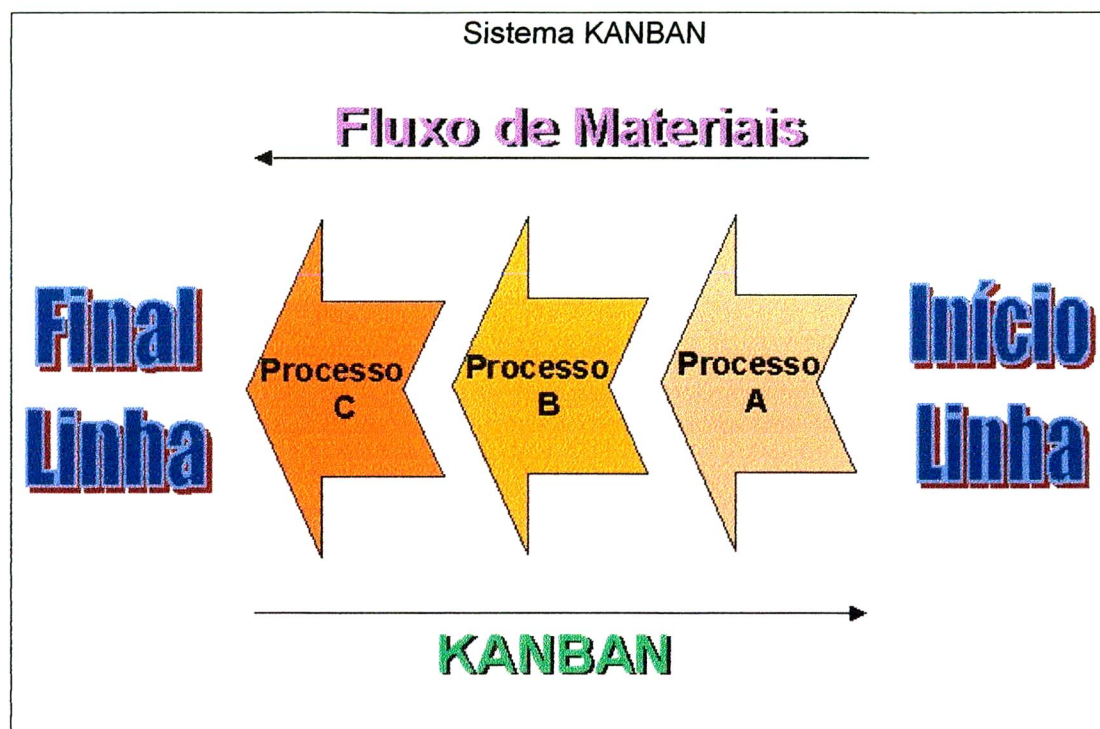 Sistema KANBAN
Fluxo de Materiais
Final
Linha
Processo
C
Processo
B
Processo
A
Início
Linha
KANBAN